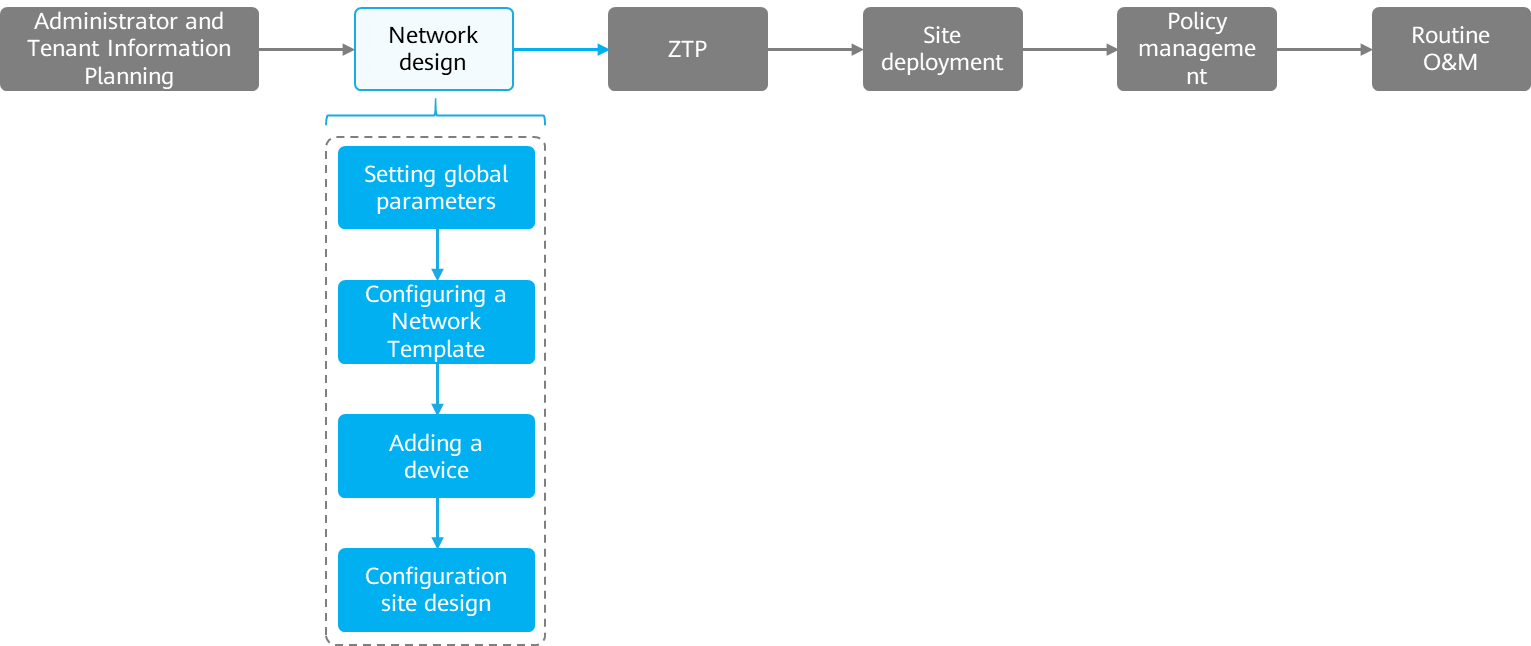 Administrator and
Tenant Information
Planning
Network
design
ZTP
Site
deployment
Policy
manageme
nt
Routine
O&M
Setting global
parameters
Configuring a
Network
Template
Adding a
device
Configuration
site design